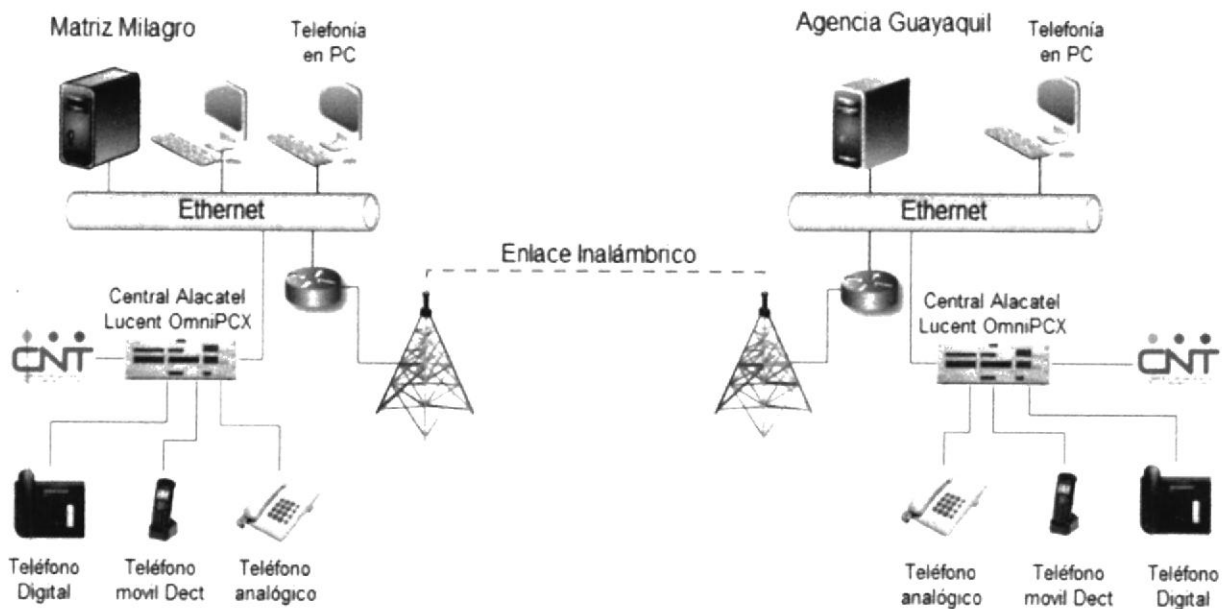 Matriz Milagro
Telefonía
en PC
Ethernet
Central Alacatel
Lucent OmniPCX
CNT
Teléfono
Digital
Teléfono
movil Dect
Teléfono
analógico
Enlace Inalámbrico
Agencia Guayaquil
Telefonía
en PC
Ethernet
Central Alacatel
Lucent OmniPCX
CNT
Teléfono
analógico
Teléfono
movil Dect
Teléfono
Digital